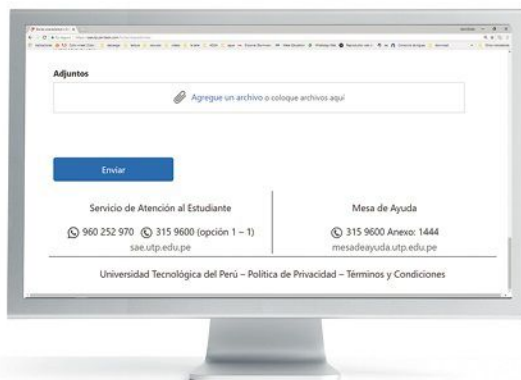 Adjuntos
Agregue un archivo o coloque archivos aquí
Enviar
Servicio de Atención al Estudiante
960 252 970 315 9600 (opción 1 – 1)
sae.utp.edu.pe
Mesa de Ayuda
315 9600 Anexo: 1444
mesadeayuda.utp.edu.pe
Universidad Tecnológica del Perú – Política de Privacidad – Términos y Condiciones